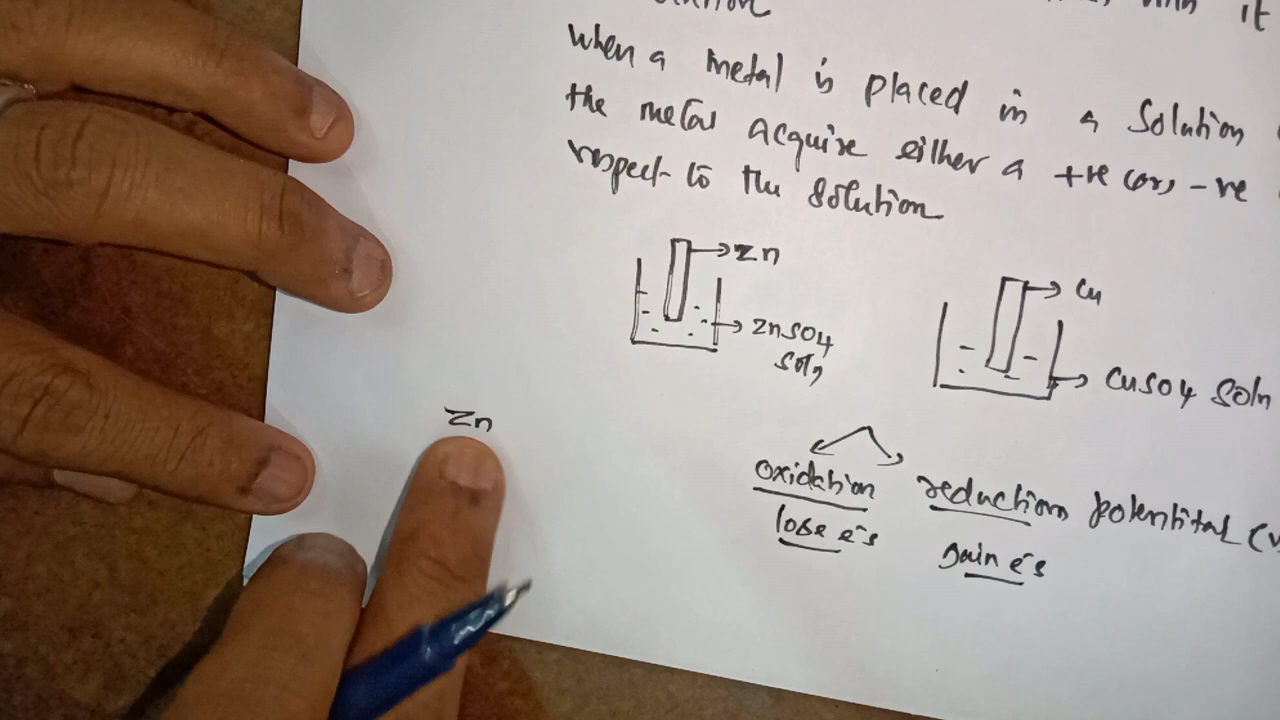 it
when a metal is placed in a solution
the metal acquire either a +ve (or) -ve
respect to the solution
Zn
ZnSO4
soln
Cu
CuSO4 soln
Zn
oxidation reduction potential
lose e-s gain e-s